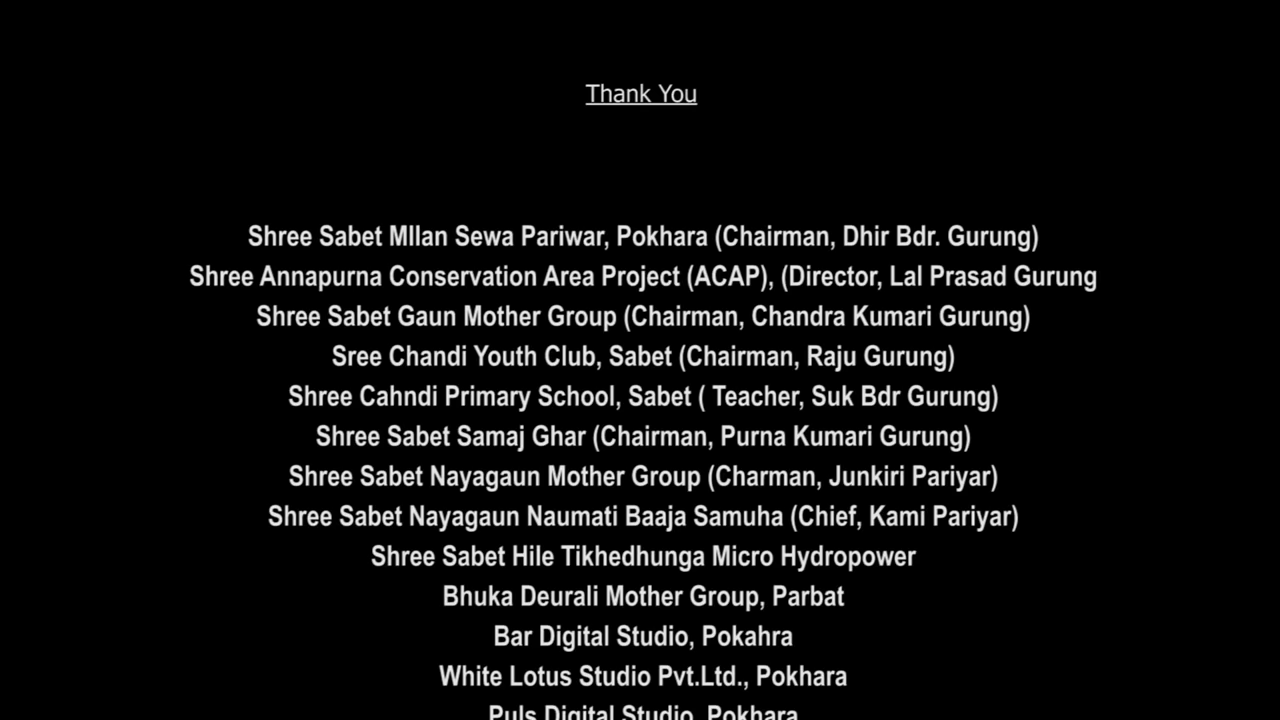 Thank You
Shree Sabet MIlan Sewa Pariwar, Pokhara (Chairman, Dhir Bdr. Gurung)
Shree Annapurna Conservation Area Project (ACAP), (Director, Lal Prasad Gurung
Shree Sabet Gaun Mother Group (Chairman, Chandra Kumari Gurung)
Sree Chandi Youth Club, Sabet (Chairman, Raju Gurung)
Shree Cahndi Primary School, Sabet ( Teacher, Suk Bdr Gurung)
Shree Sabet Samaj Ghar (Chairman, Purna Kumari Gurung)
Shree Sabet Nayagaun Mother Group (Charman, Junkiri Pariyar)
Shree Sabet Nayagaun Naumati Baaja Samuha (Chief, Kami Pariyar)
Shree Sabet Hile Tikhedhunga Micro Hydropower
Bhuka Deurali Mother Group, Parbat
Bar Digital Studio, Pokahra
White Lotus Studio Pvt.Ltd., Pokhara
Puls Digital Studio, Pokhara